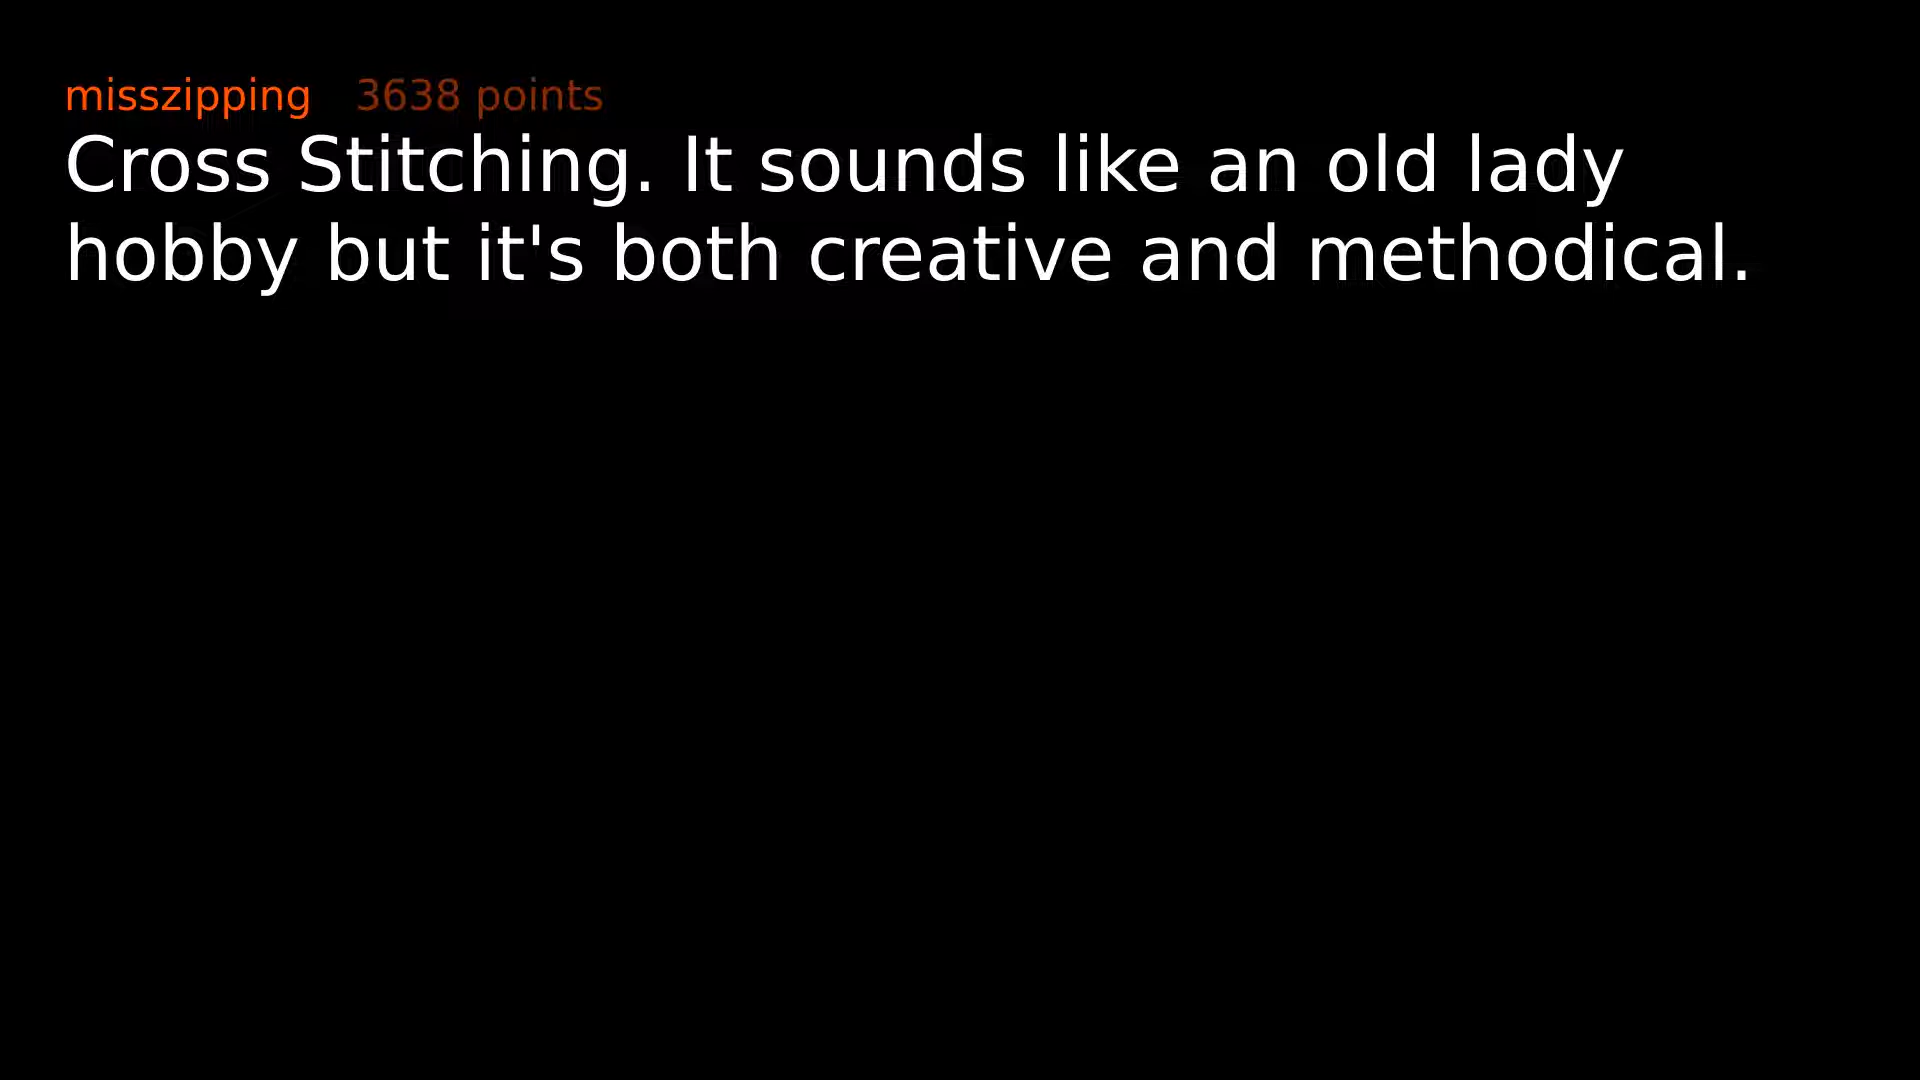 misszipping 3638 points
Cross Stitching. It sounds like an old lady
hobby but it's both creative and methodical.